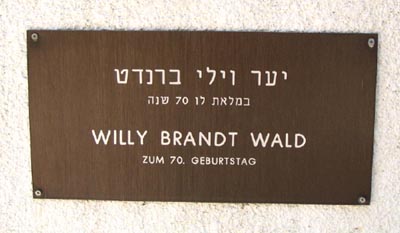 יער וילי ברנדט
במלאת לו 70 שנה
WILLY BRANDT WALD
ZUM 70. GEBURTSTAG